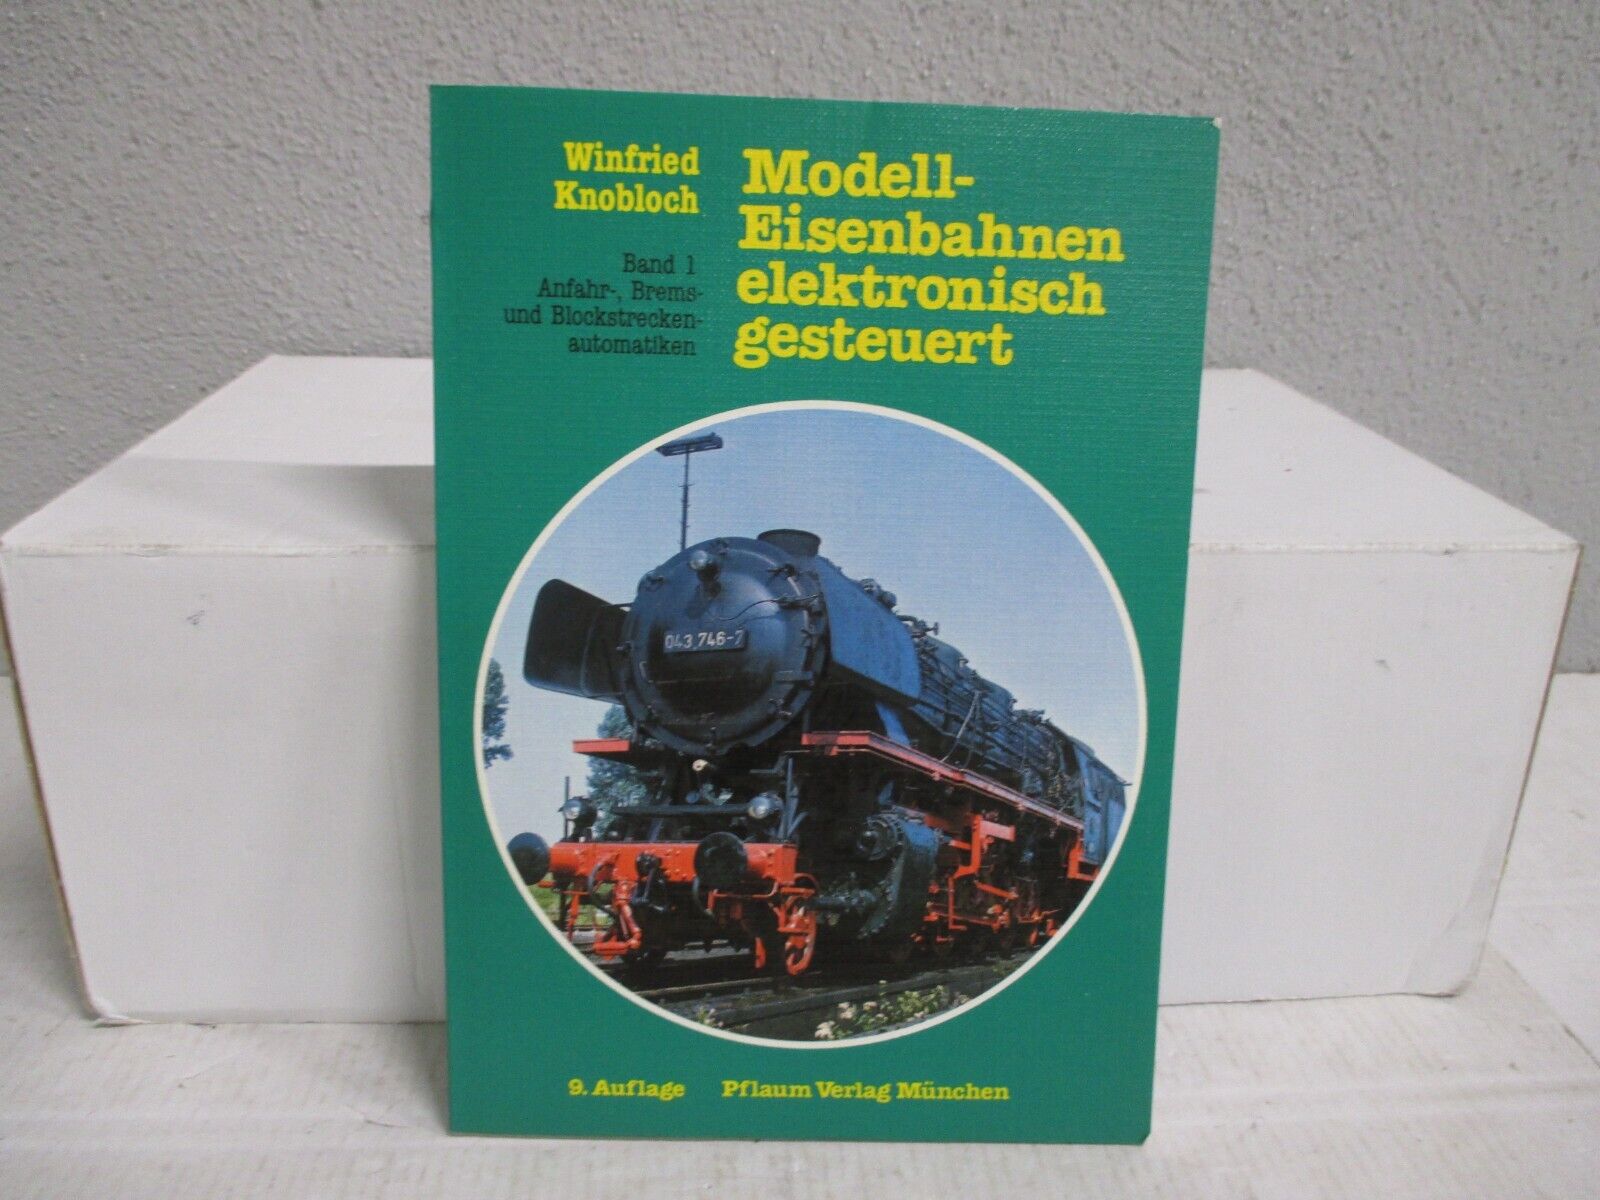 Winfried
Knobloch
Band 1
Anfahr-, Brems-
und Blockstrecken-
automatiken
Modell-
Eisenbahnen
elektronisch
gesteuert
043 746-7
9. Auflage Pflaum Verlag München